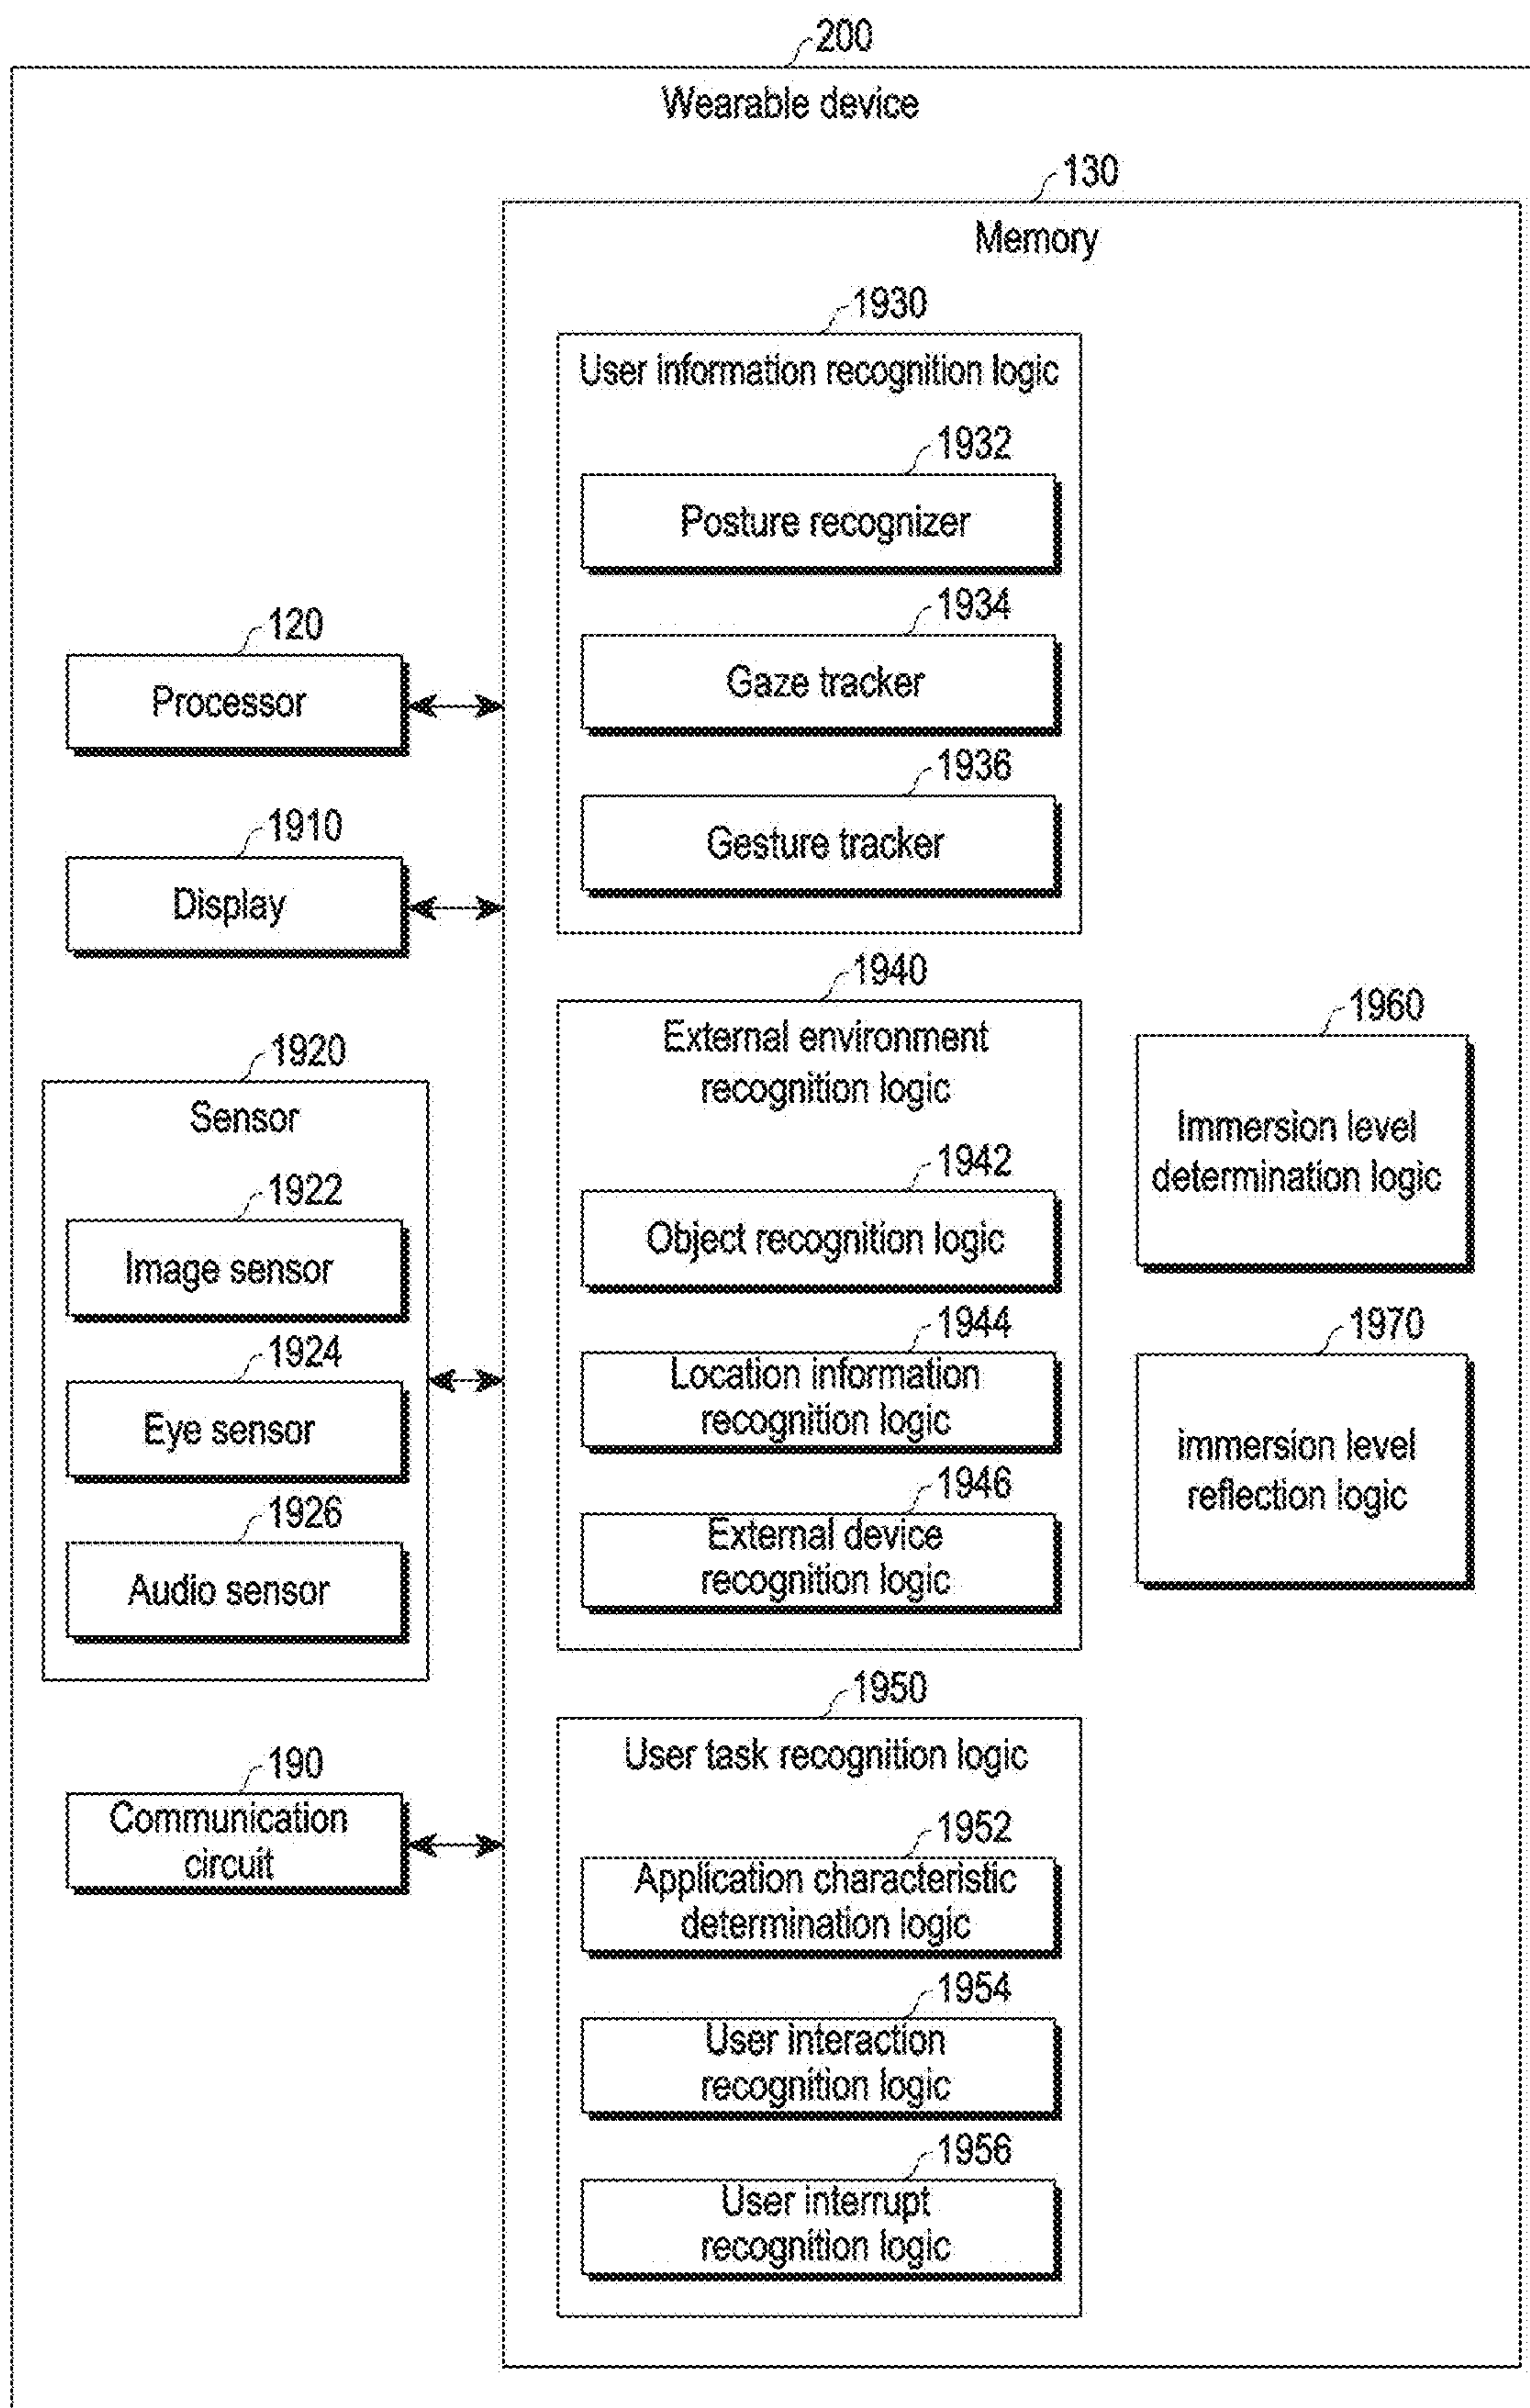 200
Wearable device
130
Memory
1930
User information recognition logic
1932
Posture recognizer
1934
Gaze tracker
1936
Gesture tracker
120
Processor
1910
Display
1920
Sensor
1922
Image sensor
1924
Eye sensor
1926
Audio sensor
190
Communication
circuit
1940
External environment
recognition logic
1942
Object recognition logic
1944
Location information
recognition logic
1946
External device
recognition logic
1960
Immersion level
determination logic
1970
immersion level
reflection logic
1950
User task recognition logic
1952
Application characteristic
determination logic
1954
User interaction
recognition logic
1956
User interrupt
recognition logic